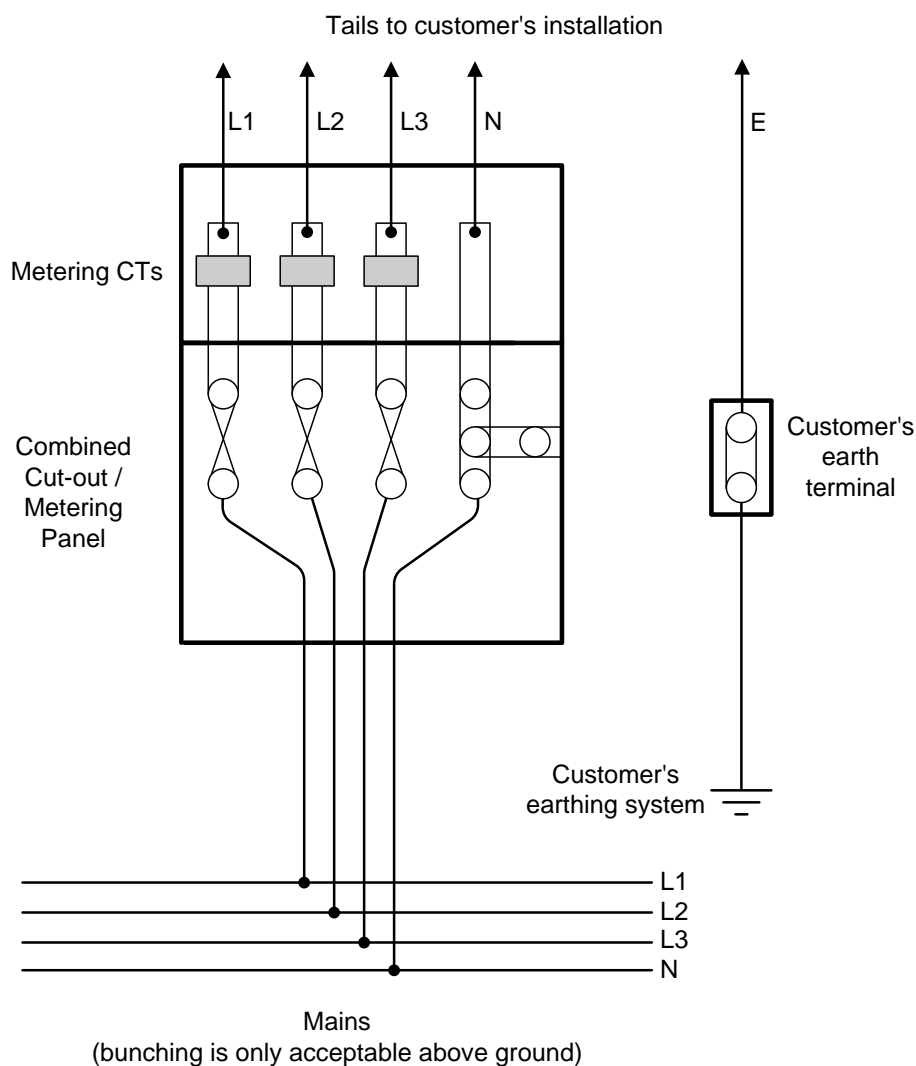 Tails to customer's installation
L1
L2
L3
N
E
Metering CTs
Combined
Cut-out /
Metering
Panel
Customer's
earth
terminal
Customer's
earthing system
L1
L2
L3
N
Mains
(bunching is only acceptable above ground)